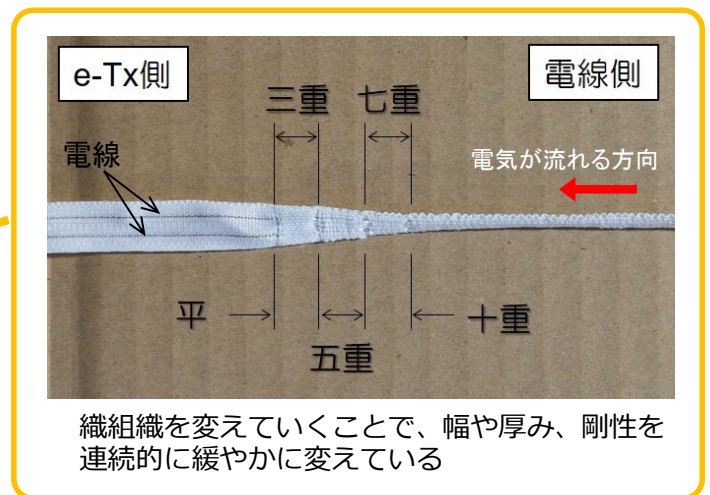 e-Tx側
電線側
三重
七重
電線
電気が流れる方向
平
十重
五重
織組織を変えていくことで、幅や厚み、剛性を
連続的に緩やかに変えている